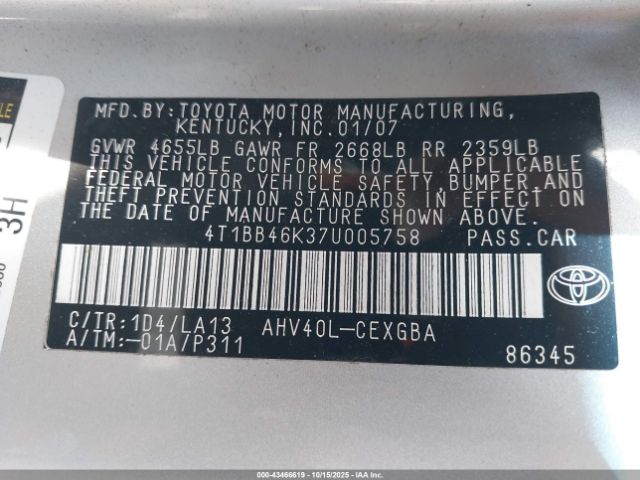 MFD.BY:TOYOTA MOTOR MANUFACTURING,
KENTUCKY,INC.01/07
GVWR 4655LB GAWR FR 2668LB RR 2359LB
THIS VEHICLE CONFORMS TO ALL APPLICABLE
FEDERAL MOTOR VEHICLE SAFETY,BUMPER,AND
THEFT PREVENTION STANDARDS IN EFFECT ON
THE DATE OF MANUFACTURE SHOWN ABOVE.
4T1BB46K37U005758 PASS.CAR
C/TR:1D4/LA13 AHV40L-CEXGBA
A/TM:-01A/P311
86345
3H
000-43466619 - 10/15/2025 - IAAI.CA